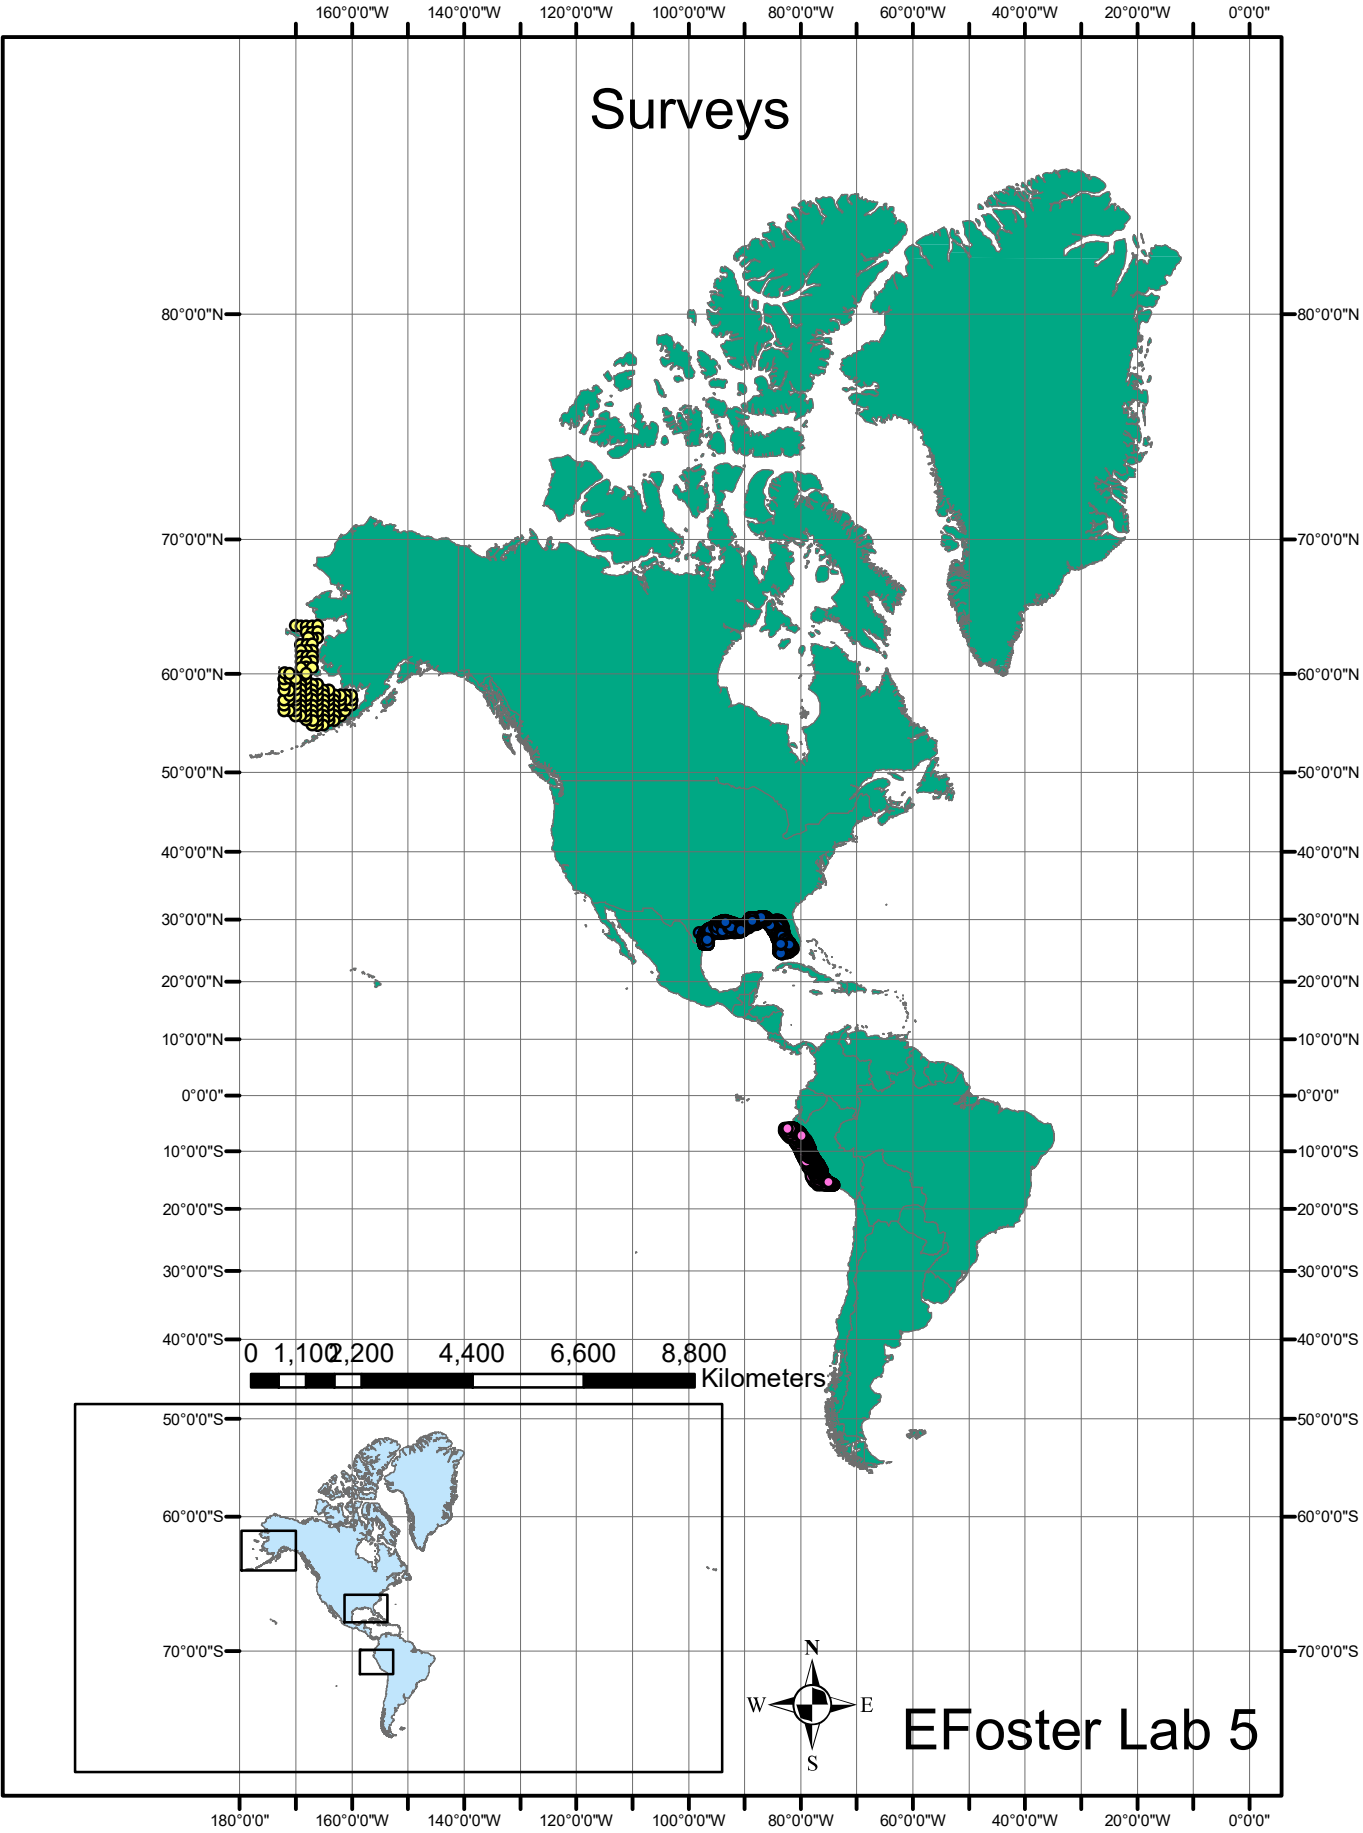 160°0'0"W 140°0'0"W 120°0'0"W 100°0'0"W 80°0'0"W 60°0'0"W 40°0'0"W 20°0'0"W 0°0'0"
Surveys
80°0'0"N 80°0'0"N
70°0'0"N 70°0'0"N
60°0'0"N 60°0'0"N
50°0'0"N 50°0'0"N
40°0'0"N 40°0'0"N
30°0'0"N 30°0'0"N
20°0'0"N 20°0'0"N
10°0'0"N 10°0'0"N
0°0'0" 0°0'0"
10°0'0"S 10°0'0"S
20°0'0"S 20°0'0"S
30°0'0"S 30°0'0"S
40°0'0"S 40°0'0"S
0 1,100 2,200 4,400 6,600 8,800
Kilometers
50°0'0"S 50°0'0"S
60°0'0"S 60°0'0"S
70°0'0"S 70°0'0"S
N
W E
S
EFoster Lab 5
180°0'0" 160°0'0"W 140°0'0"W 120°0'0"W 100°0'0"W 80°0'0"W 60°0'0"W 40°0'0"W 20°0'0"W 0°0'0"